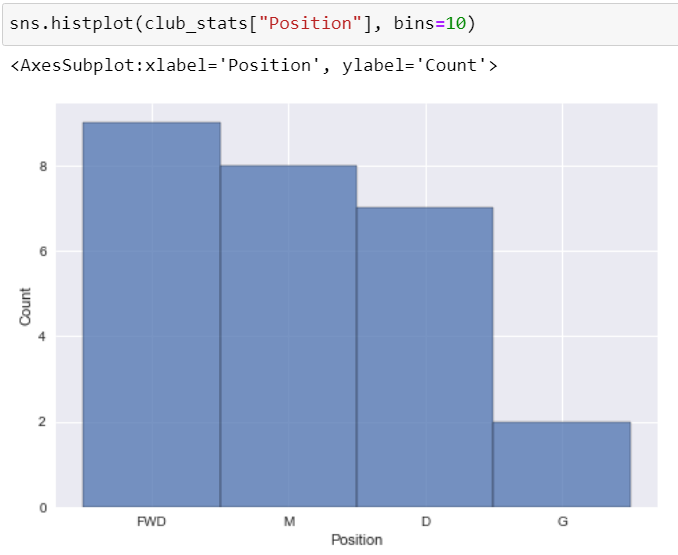 sns.histplot(club_stats["Position"], bins=10)
<AxesSubplot:xlabel='Position', ylabel='Count'>
8
6
4
2
0
Count
FWD M D G
Position